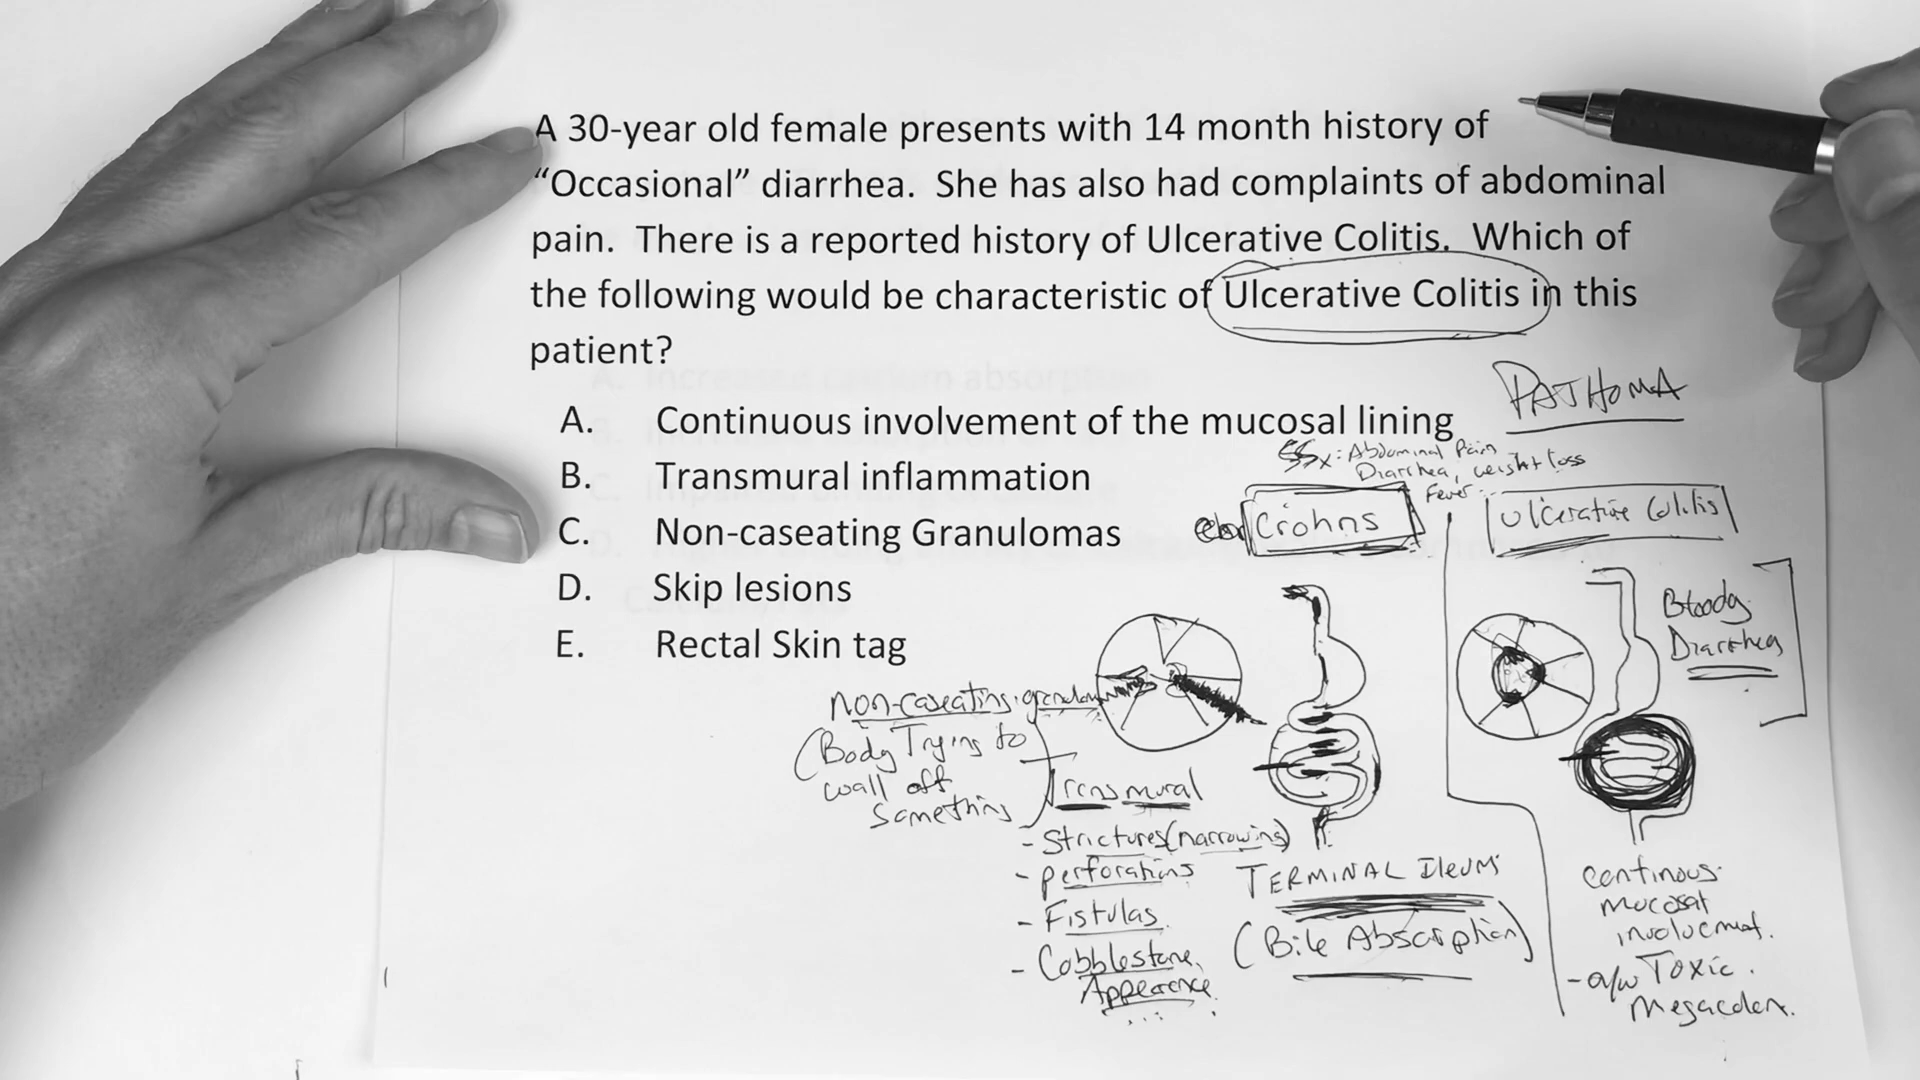 A 30-year old female presents with 14 month history of
“Occasional” diarrhea. She has also had complaints of abdominal
pain. There is a reported history of Ulcerative Colitis. Which of
the following would be characteristic of Ulcerative Colitis in this
patient?
A. Continuous involvement of the mucosal lining
B. Transmural inflammation
C. Non-caseating Granulomas
D. Skip lesions
E. Rectal Skin tag
PATHOMA
SSx: Abdominal Pain
Diarrhea, weight loss
Fever
Crohns
Ulcerative Colitis
Bloody
Diarrhea
Non-caseating granulomas
(Body Trying to
wall off
Something)
Transmural
- Strictures (narrowing)
- perforations
- Fistulas
- Cobblestone
Appearence
TERMINAL Ileum
(Bile Absorption)
continous
mucosat
involvement.
- a/w Toxic
Megacolon.